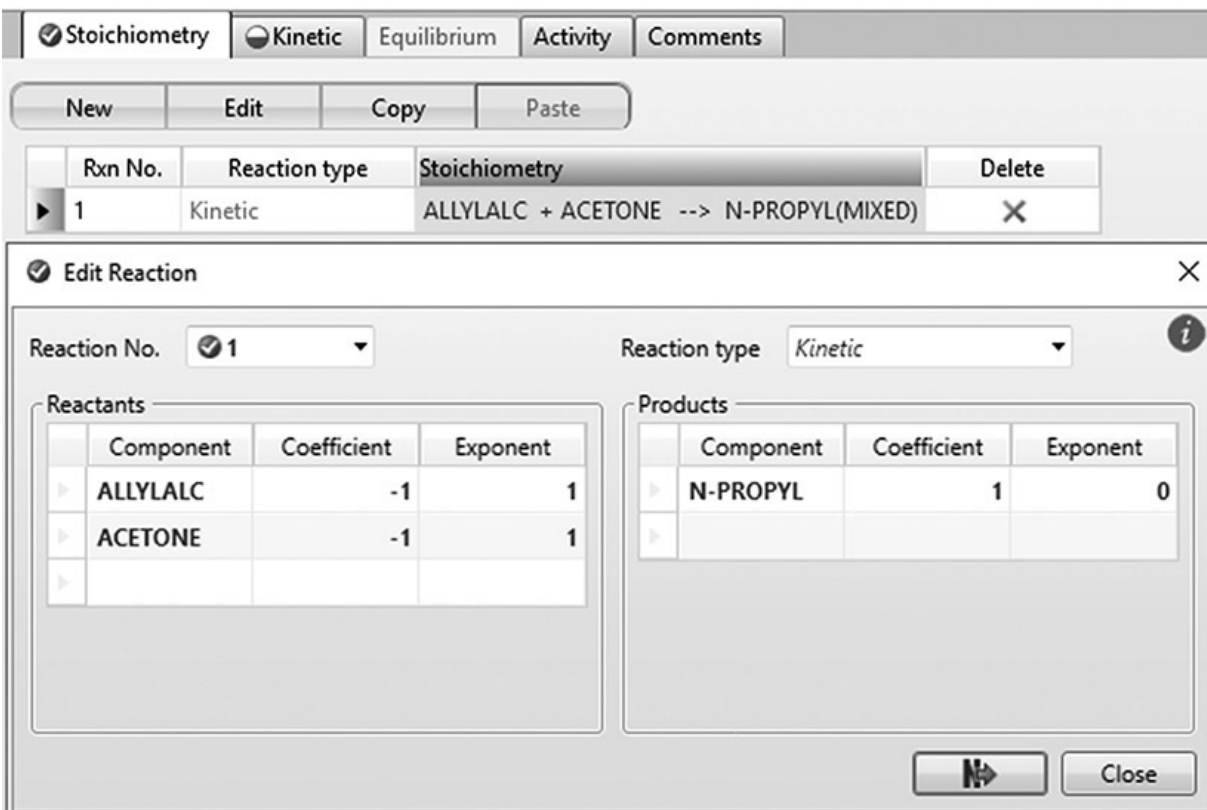 Stoichiometry Kinetic Equilibrium Activity Comments
New Edit Copy Paste
Rxn No. Reaction type Stoichiometry Delete
1 Kinetic ALLYLALC + ACETONE --> N-PROPYL(MIXED)
Edit Reaction
Reaction No. 1 Reaction type Kinetic
Reactants Products
Component Coefficient Exponent Component Coefficient Exponent
ALLYLALC -1 1 N-PROPYL 1 0
ACETONE -1 1
N Close